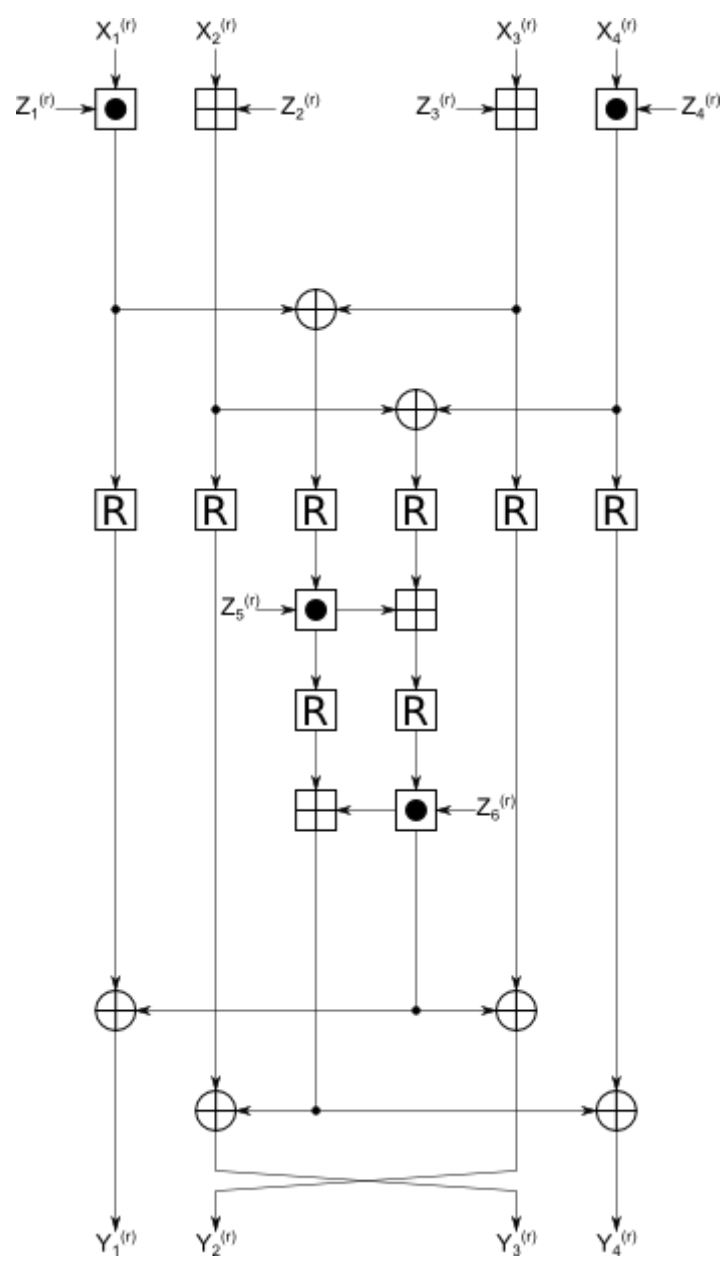 X₁⁽ʳ⁾ X₂⁽ʳ⁾ X₃⁽ʳ⁾ X₄⁽ʳ⁾
Z₁⁽ʳ⁾ Z₂⁽ʳ⁾ Z₃⁽ʳ⁾ Z₄⁽ʳ⁾
R R R R R R
Z₅⁽ʳ⁾
R R
Z₆⁽ʳ⁾
Y₁⁽ʳ⁾ Y₂⁽ʳ⁾ Y₃⁽ʳ⁾ Y₄⁽ʳ⁾